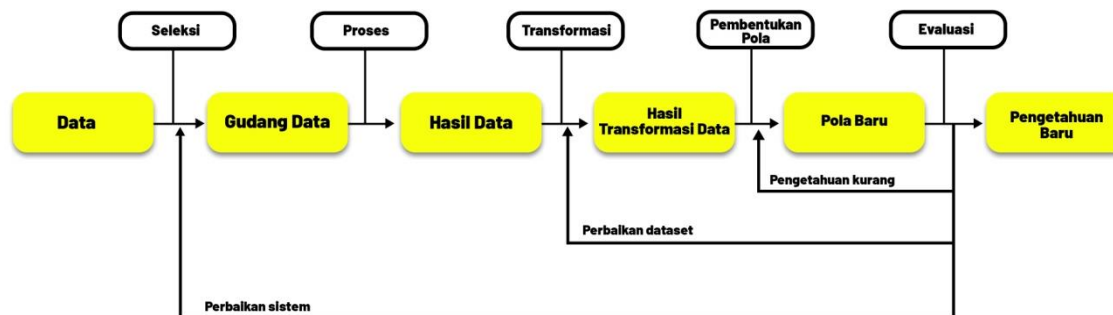 Seleksi
Proses
Transformasi
Pembentukan
Pola
Evaluasi
Data
Gudang Data
Hasil Data
Hasil
Transformasi Data
Pola Baru
Pengetahuan
Baru
Pengetahuan kurang
Perbaikan dataset
Perbaikan sistem